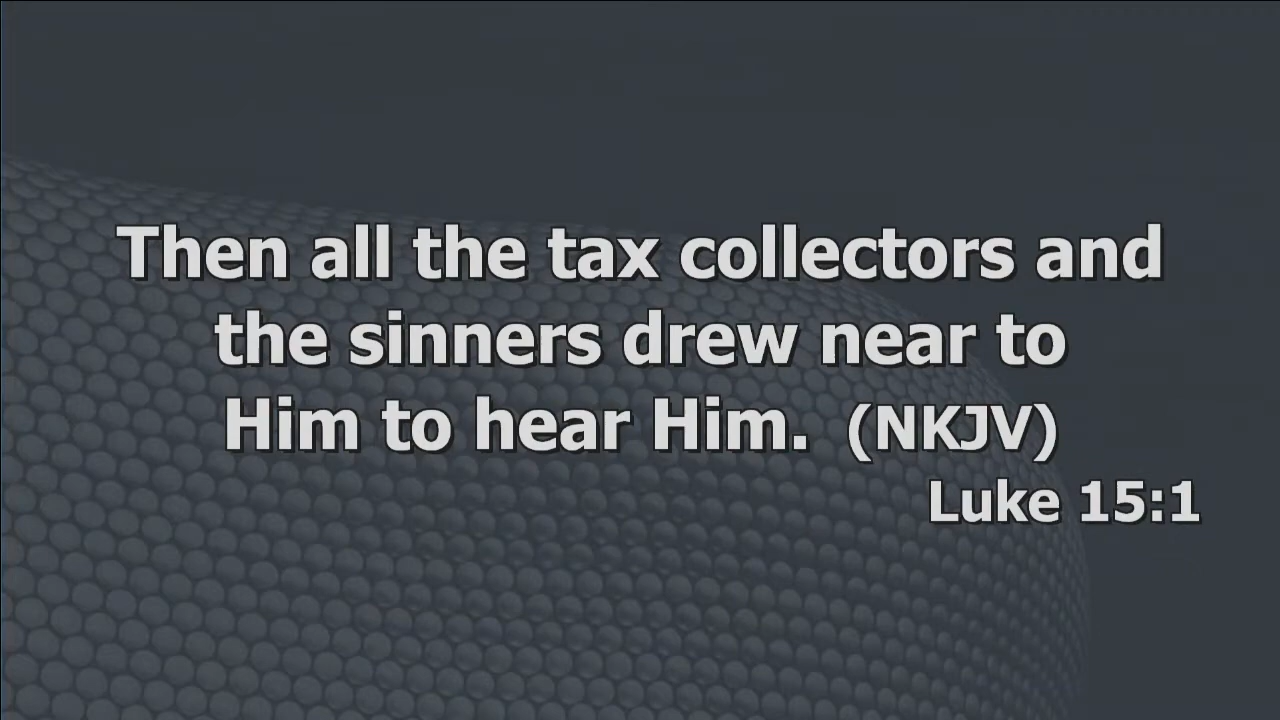 Then all the tax collectors and
the sinners drew near to
Him to hear Him. (NKJV)
Luke 15:1